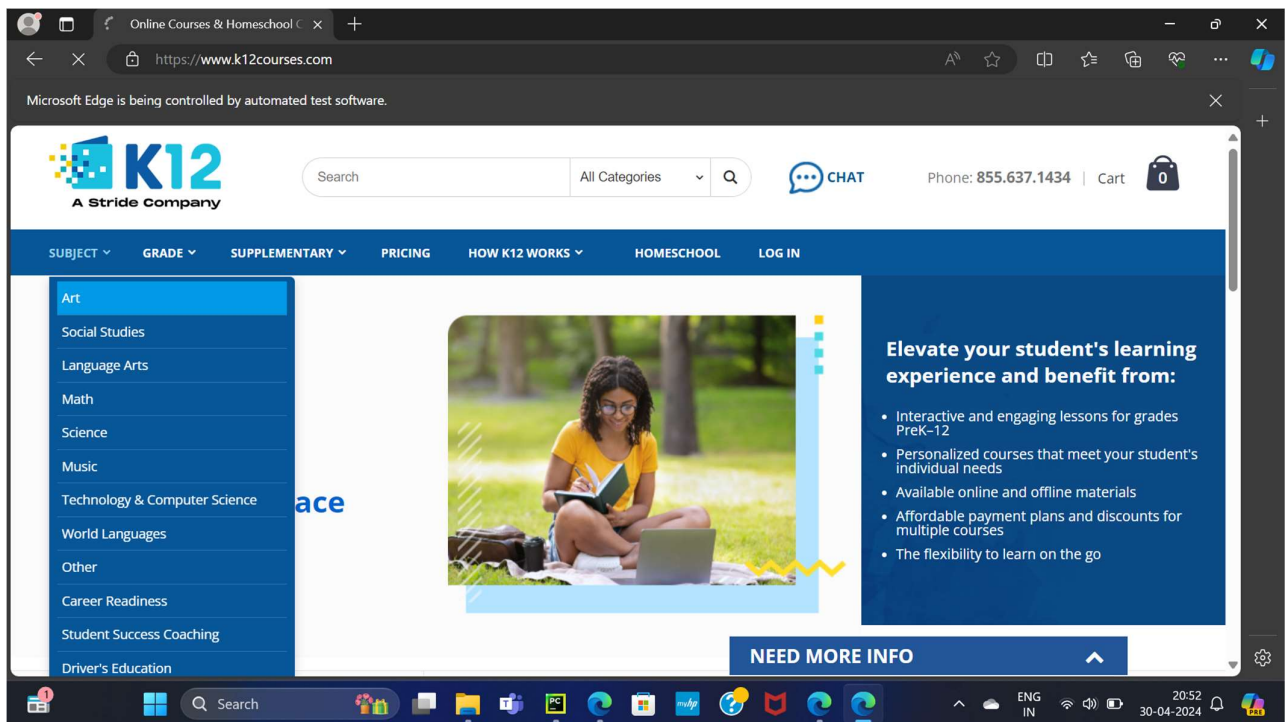 Online Courses & Homeschool C
https://www.k12courses.com
Microsoft Edge is being controlled by automated test software.
K12
A Stride Company
Search
All Categories
CHAT
Phone: 855.637.1434 | Cart
0
SUBJECT GRADE SUPPLEMENTARY PRICING HOW K12 WORKS HOMESCHOOL LOG IN
Art
Social Studies
Language Arts
Math
Science
Music
Technology & Computer Science
World Languages
Other
Career Readiness
Student Success Coaching
Driver's Education
ace
Elevate your student's learning
experience and benefit from:
• Interactive and engaging lessons for grades
PreK–12
• Personalized courses that meet your student's
individual needs
• Available online and offline materials
• Affordable payment plans and discounts for
multiple courses
• The flexibility to learn on the go
NEED MORE INFO
1
Search
PC
myhp
ENG
IN
20:52
30-04-2024
PRE